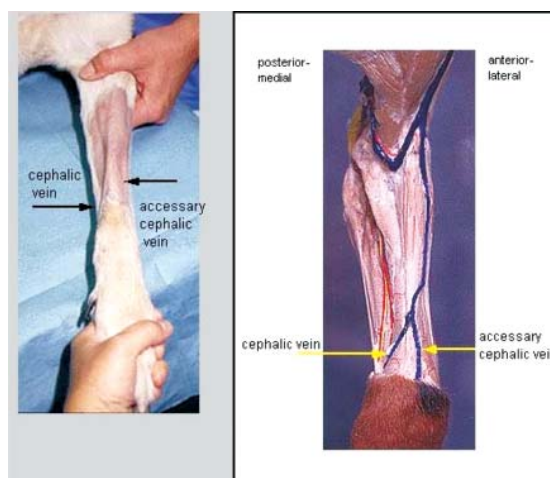 cephalic
vein
accessary
cephalic
vein
posterior-
medial
anterior-
lateral
cephalic vein
accessary
cephalic vei